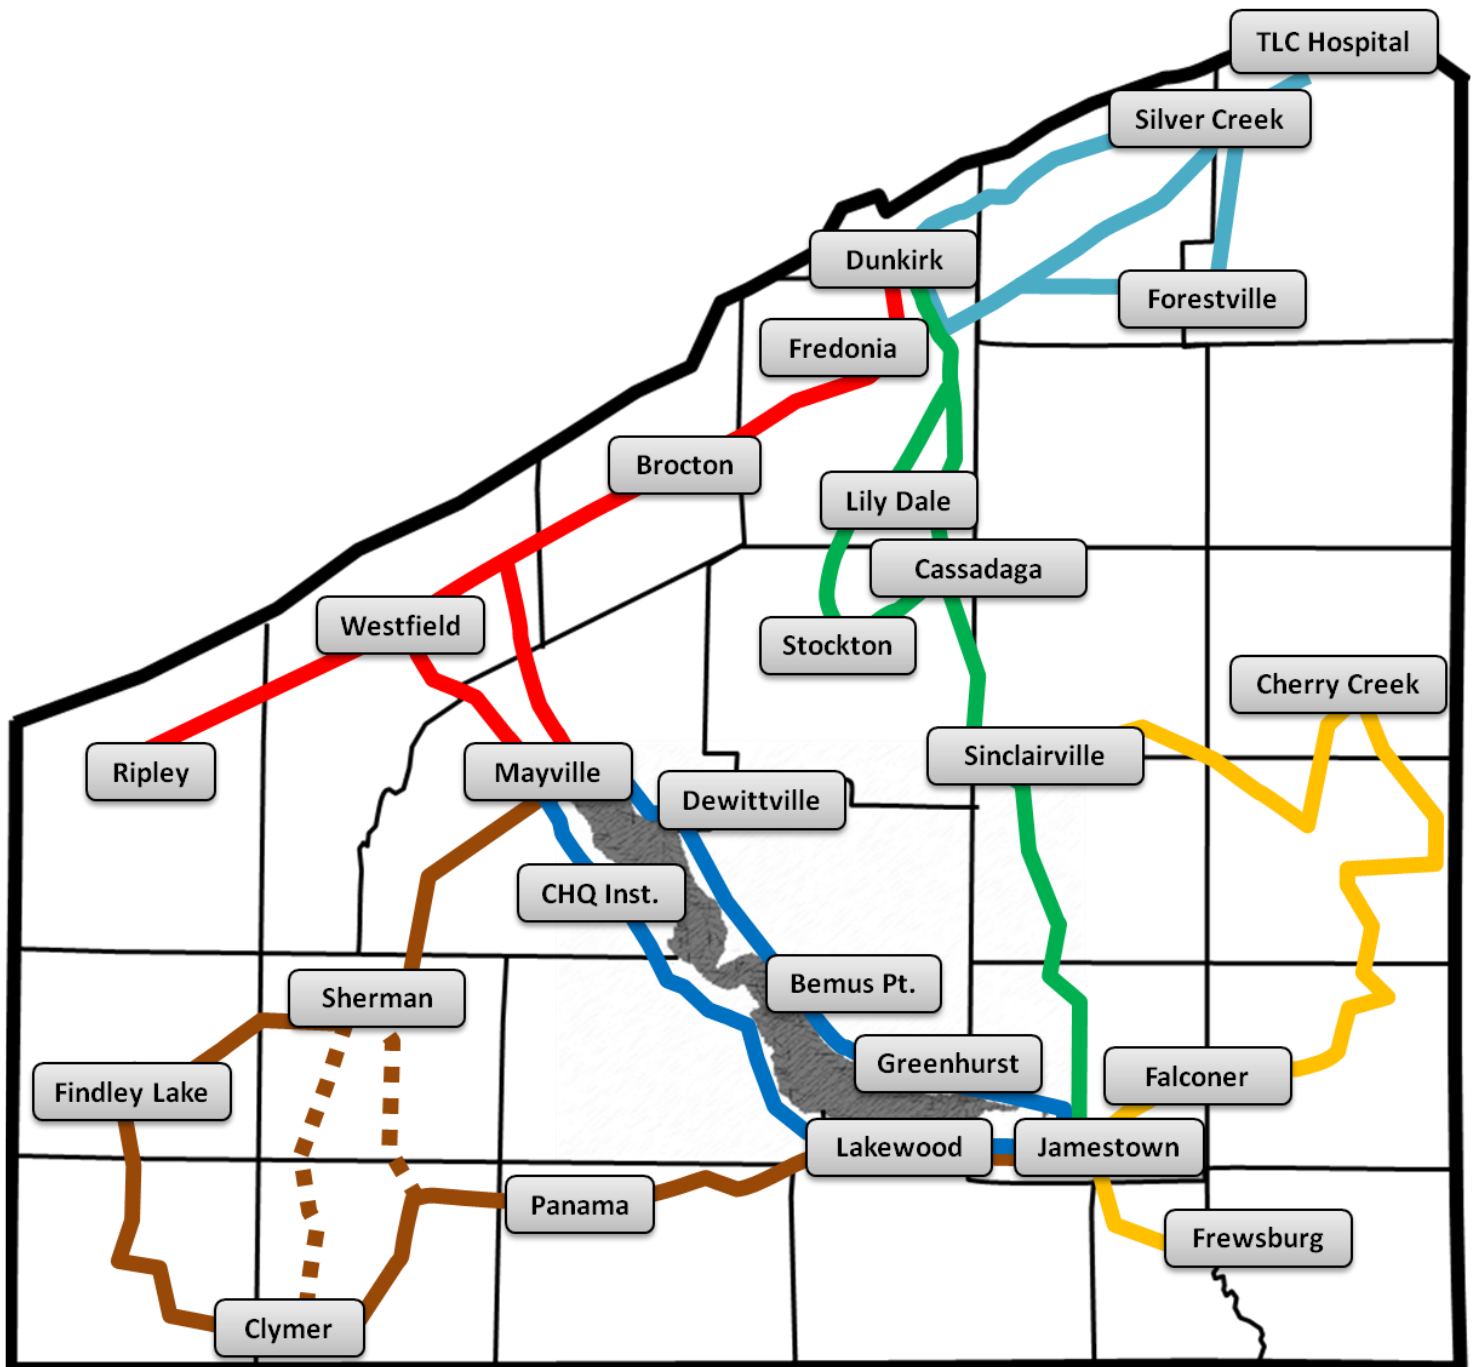 TLC Hospital
Silver Creek
Dunkirk
Forestville
Fredonia
Brocton
Lily Dale
Cassadaga
Westfield
Stockton
Cherry Creek
Sinclairville
Ripley
Mayville
Dewittville
CHQ Inst.
Bemus Pt.
Sherman
Greenhurst
Falconer
Findley Lake
Lakewood
Jamestown
Panama
Frewsburg
Clymer